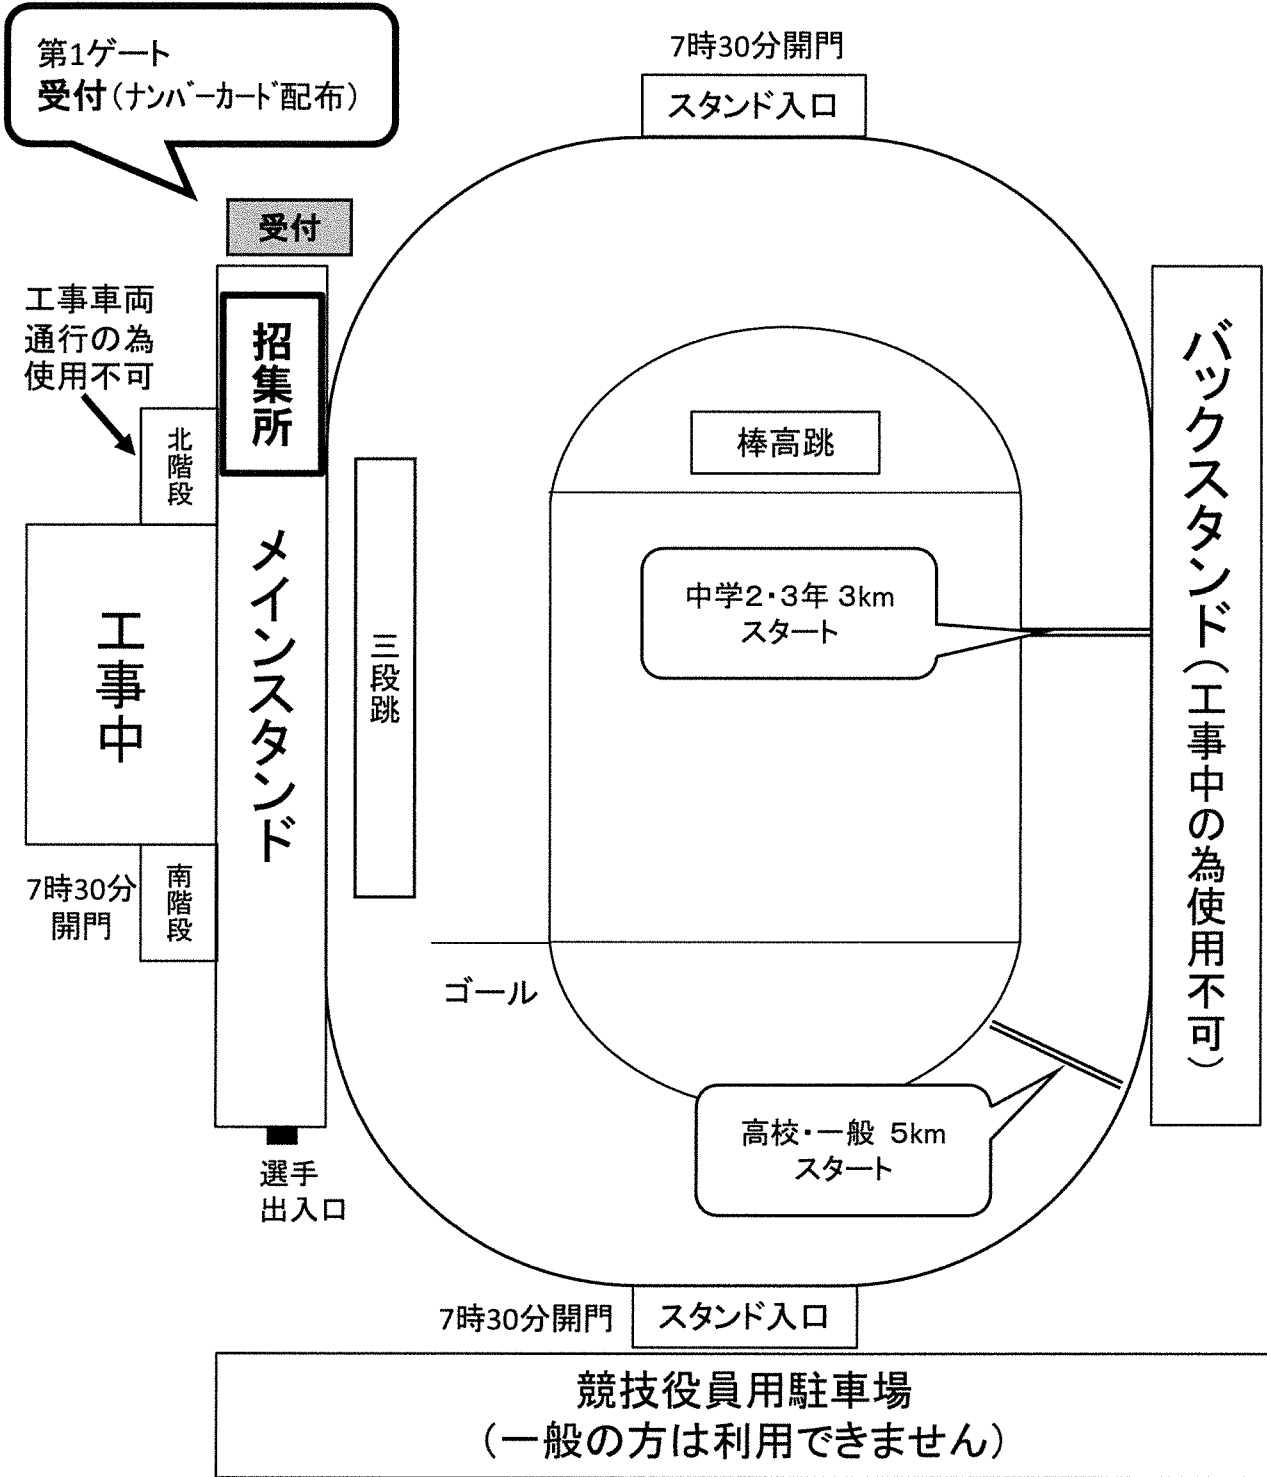 第1ゲート
受付(ナンバーカード配布)
7時30分開門
スタンド入口
受付
工事車両
通行の為
使用不可
招集所
北階段
メインスタンド
工事中
7時30分
開門
南階段
三段跳
棒高跳
中学2・3年 3km
スタート
バックスタンド(工事中の為使用不可)
ゴール
高校・一般 5km
スタート
選手
出入口
7時30分開門
スタンド入口
競技役員用駐車場
(一般の方は利用できません)